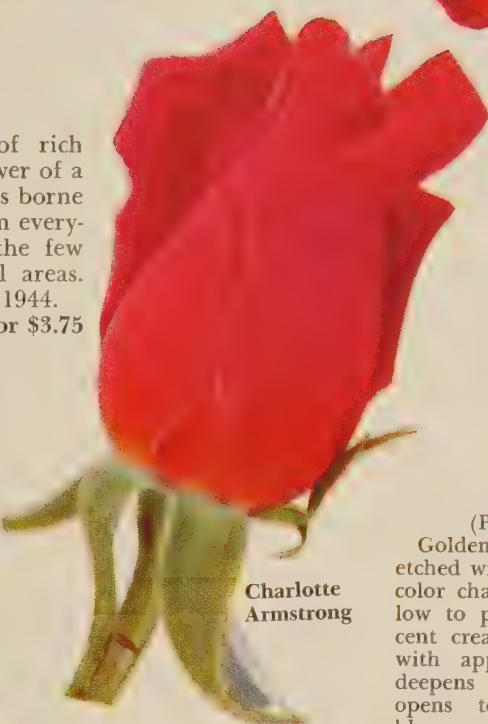 of rich
ver of a
s borne
n every-
the few
l areas.
1944.
or $3.75
Charlotte
Armstrong
(P
Golden
etched wi
color cha
low to p
cent crea
with app
deepens
opens to